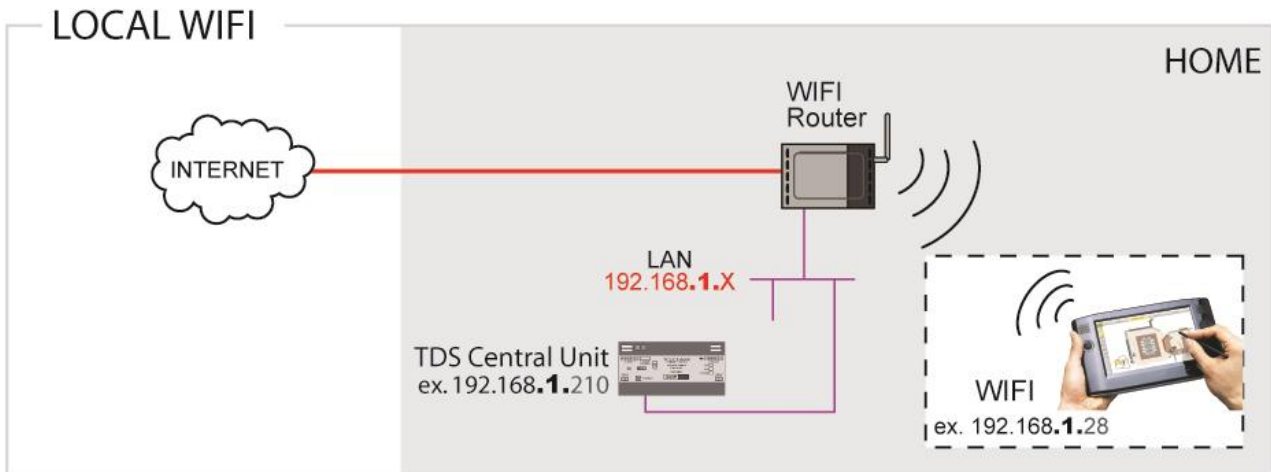 LOCAL WIFI
HOME
WIFI
Router
INTERNET
LAN
192.168.1.X
TDS Central Unit
ex. 192.168.1.210
WIFI
ex. 192.168.1.28